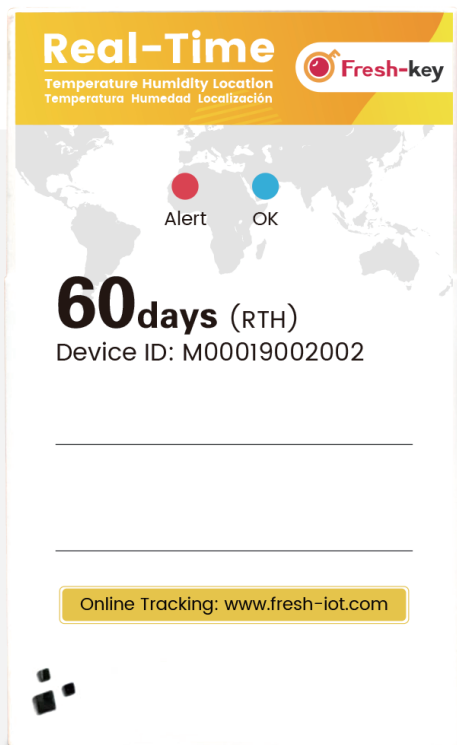 Real-Time
Temperature Humidity Location
Temperatura Humedad Localización
Fresh-key
Alert OK
60days (RTH)
Device ID: M00019002002
Online Tracking: www.fresh-iot.com